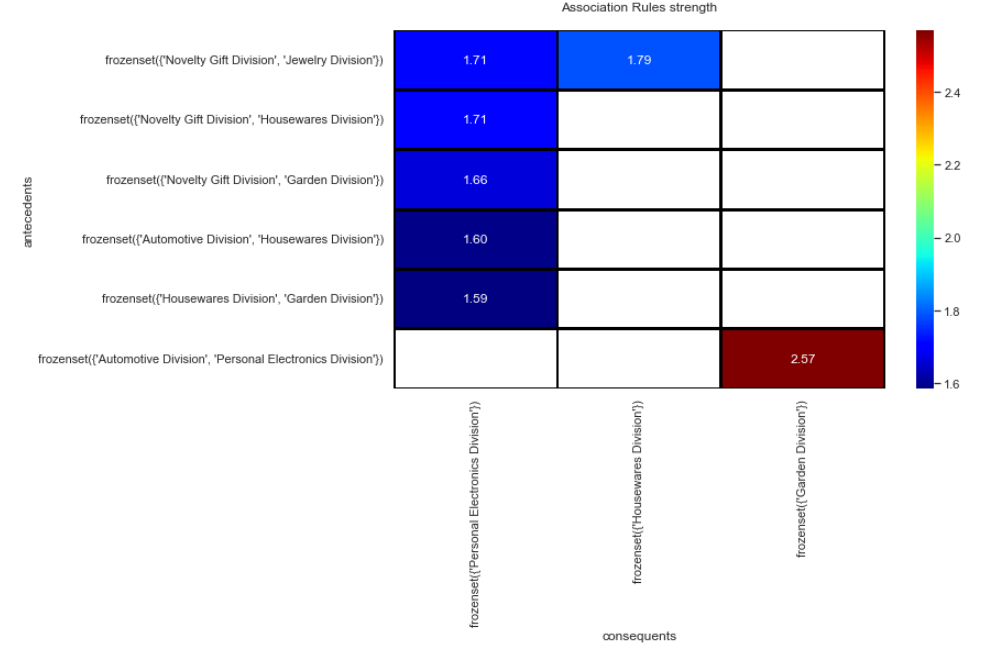 Association Rules strength
frozenset({'Novelty Gift Division', 'Jewelry Division'})
1.71
1.79
frozenset({'Novelty Gift Division', 'Housewares Division'})
1.71
frozenset({'Novelty Gift Division', 'Garden Division'})
1.66
frozenset({'Automotive Division', 'Housewares Division'})
1.60
frozenset({'Housewares Division', 'Garden Division'})
1.59
frozenset({'Automotive Division', 'Personal Electronics Division'})
2.57
antecedents
2.4
2.2
2.0
1.8
1.6
frozenset({'Personal Electronics Division'})
frozenset({'Housewares Division'})
frozenset({'Garden Division'})
consequents